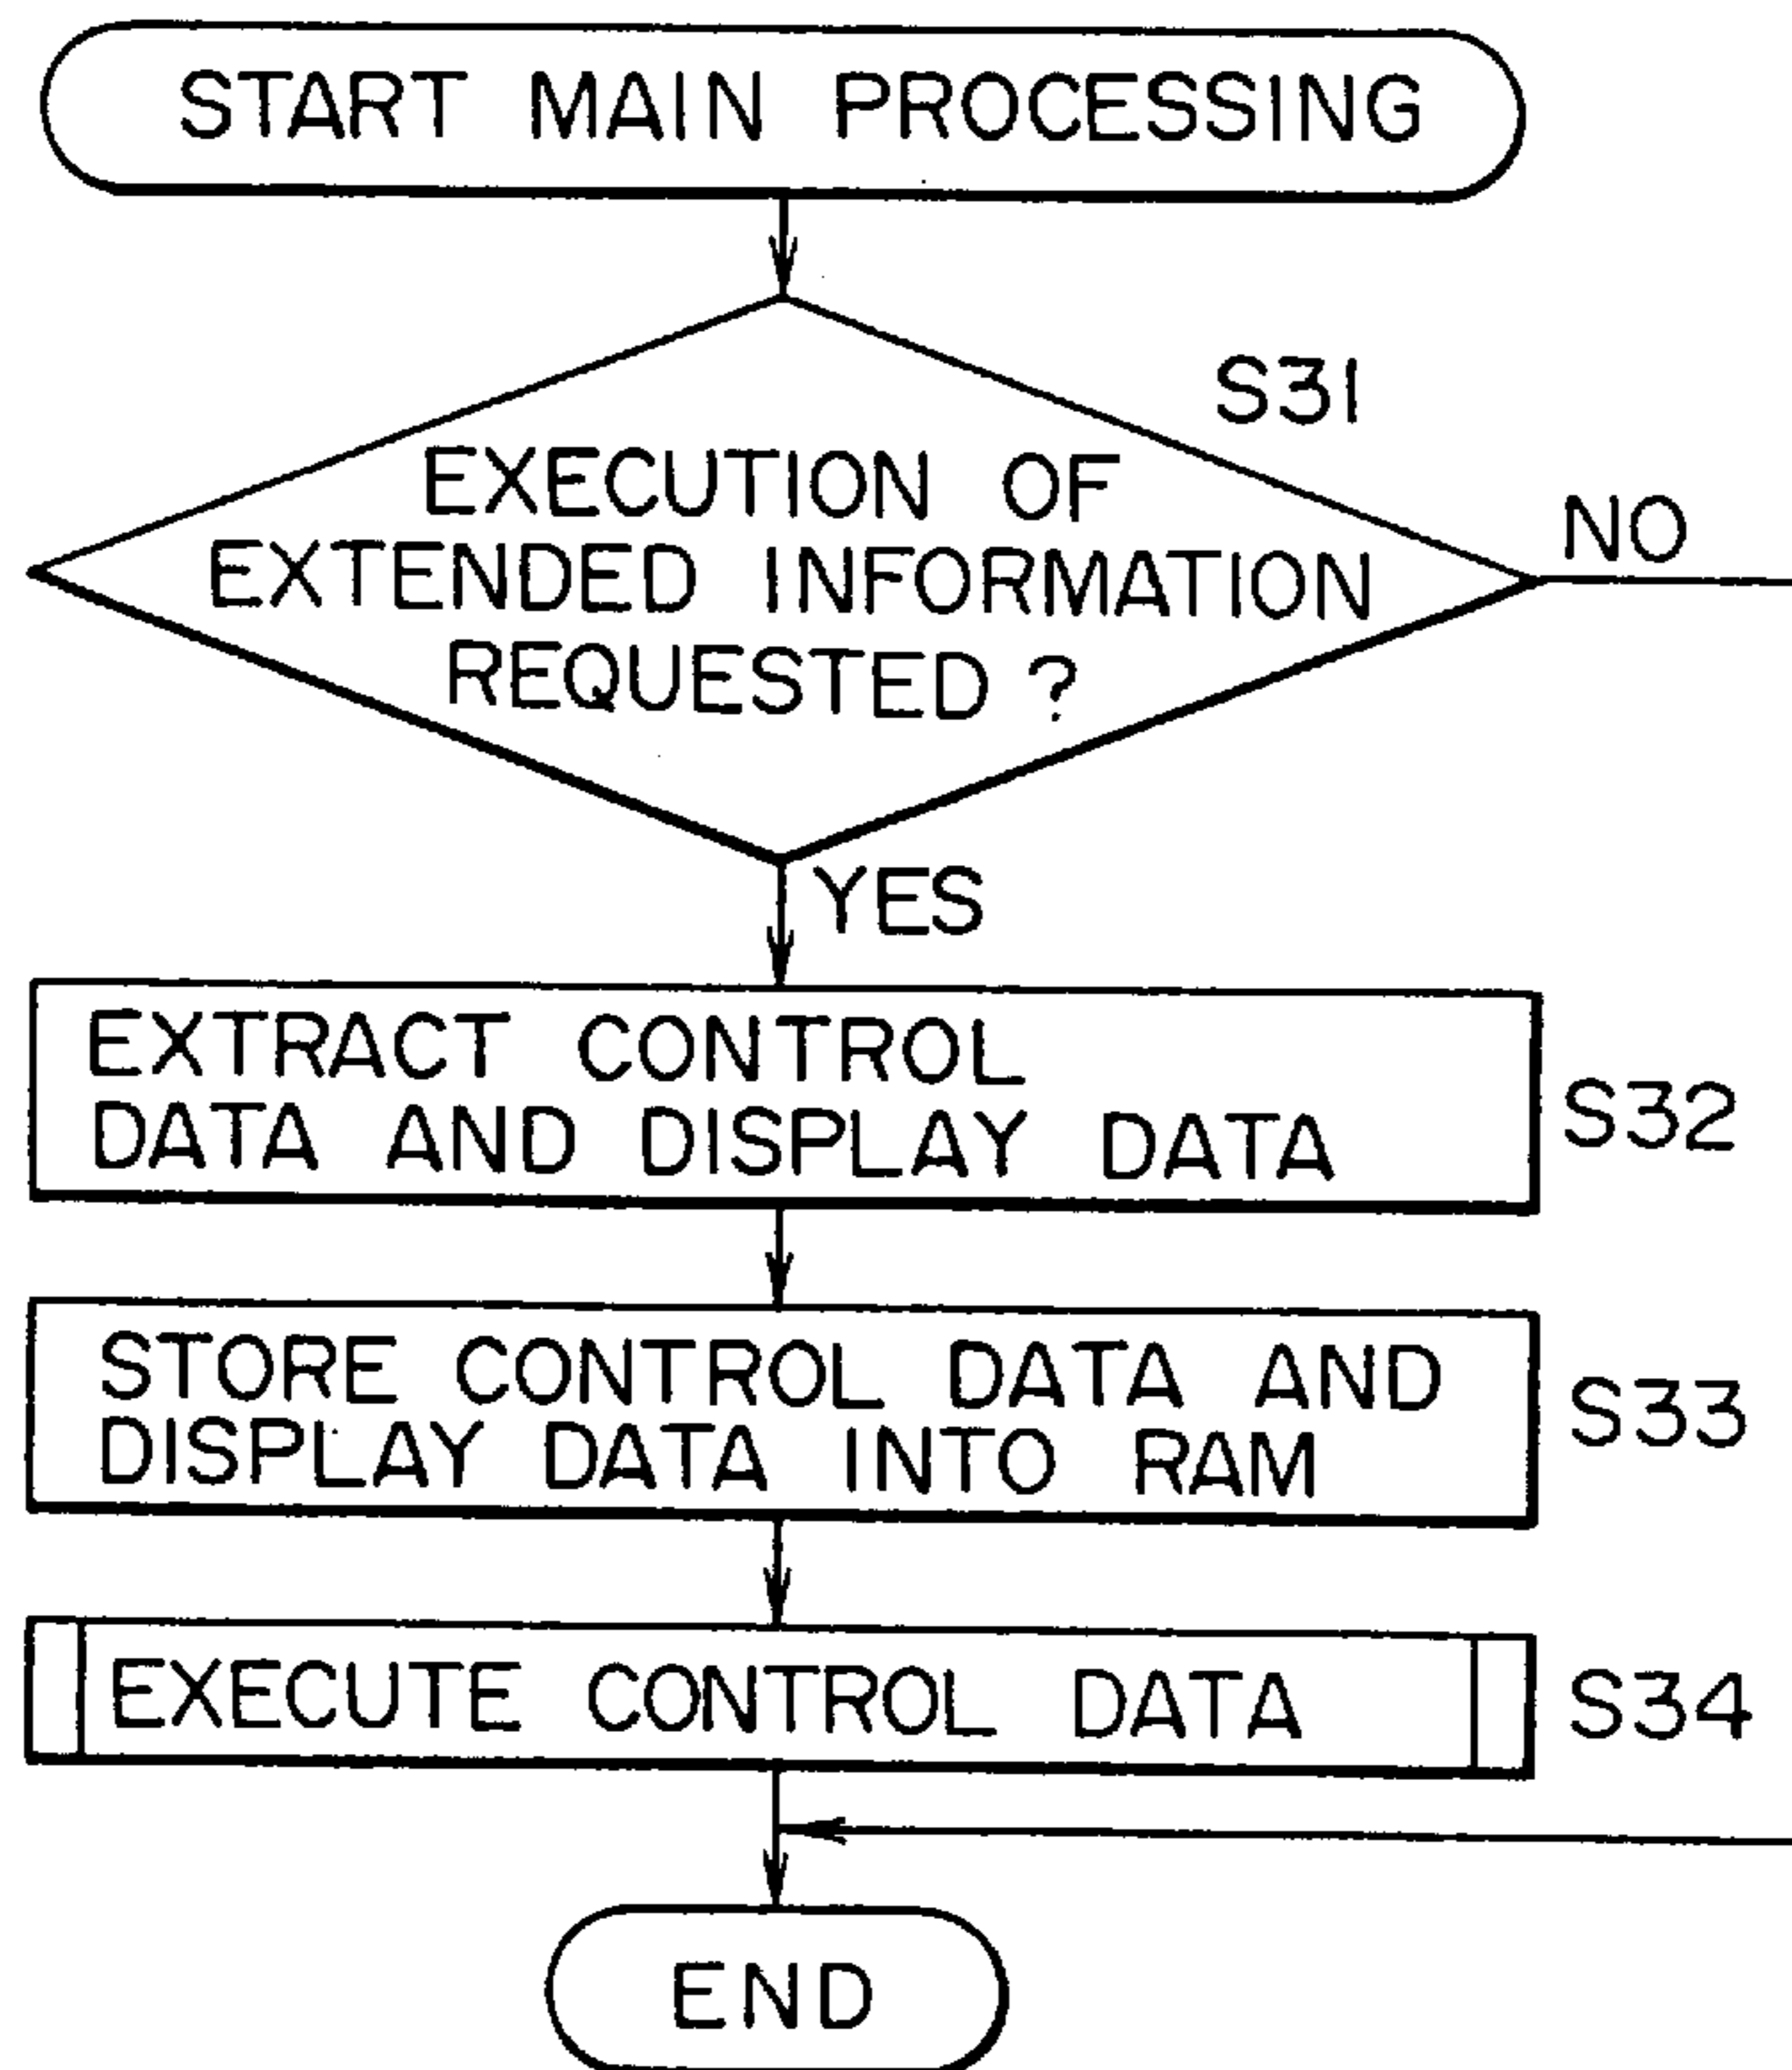 START MAIN PROCESSING
S31
EXECUTION OF
EXTENDED INFORMATION
REQUESTED ?
NO
YES
EXTRACT CONTROL
DATA AND DISPLAY DATA
S32
STORE CONTROL DATA AND
DISPLAY DATA INTO RAM
S33
EXECUTE CONTROL DATA
S34
END